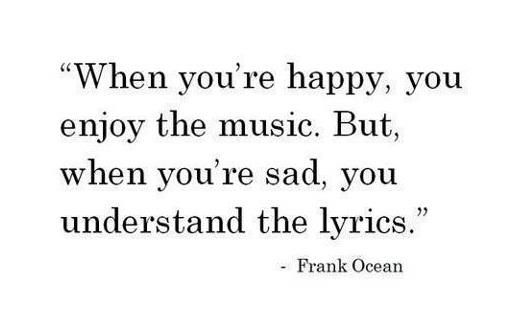 “When you’re happy, you
enjoy the music. But,
when you’re sad, you
understand the lyrics.”
- Frank Ocean